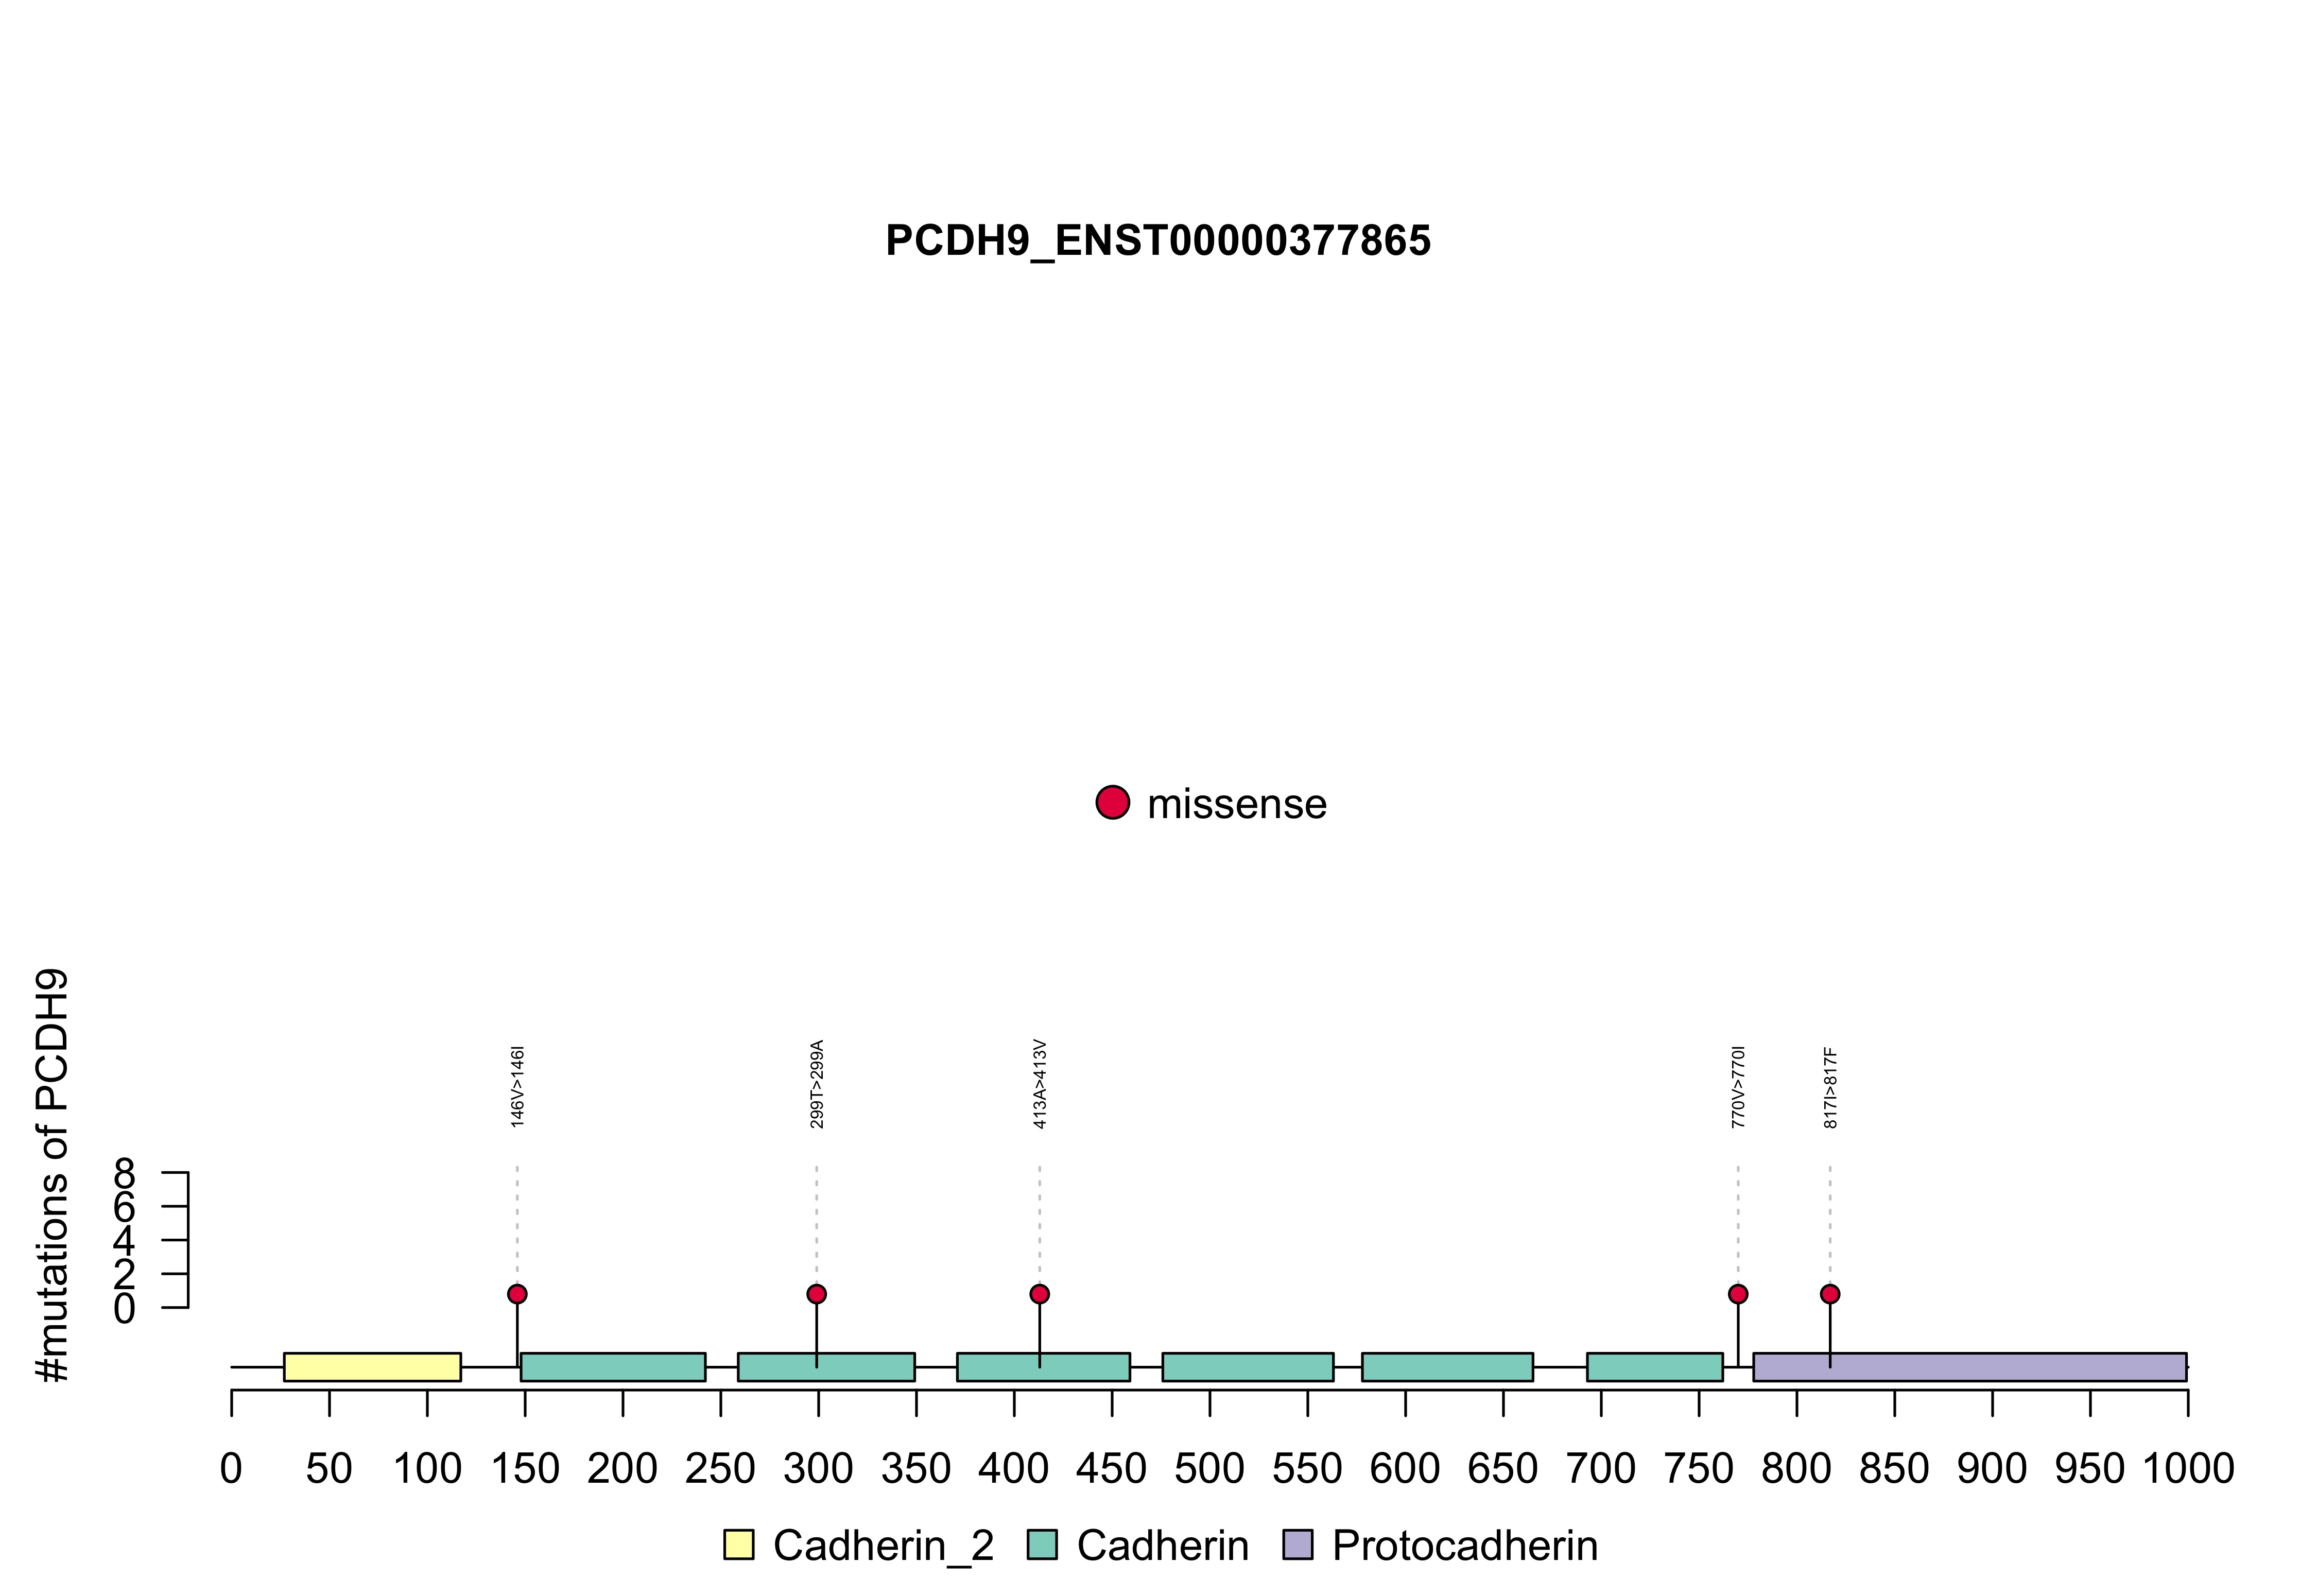 PCDH9_ENST00000377865
missense
#mutations of PCDH9
146V>146I
299T>299A
413A>413V
770V>770I
817I>817F
8
6
4
2
0
0 50 100 150 200 250 300 350 400 450 500 550 600 650 700 750 800 850 900 950 1000
Cadherin_2 Cadherin Protocadherin